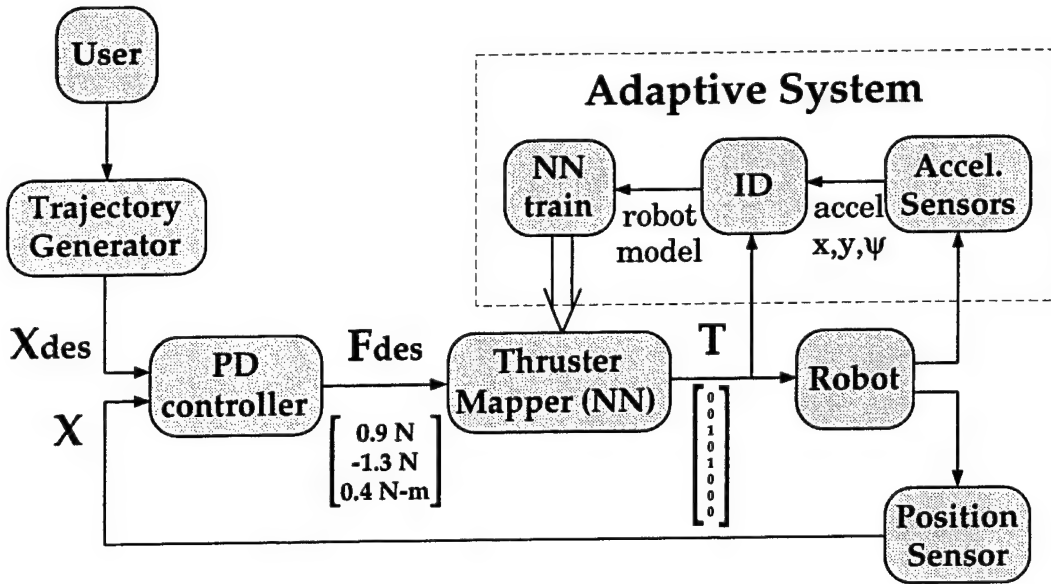 User
Adaptive System
NN
train
ID
Accel.
Sensors
robot
model
accel
x,y,ψ
Trajectory
Generator
Xdes
X
PD
controller
Fdes
Thruster
Mapper (NN)
T
Robot
0.9 N
-1.3 N
0.4 N-m
0
0
1
0
1
0
0
0
Position
Sensor